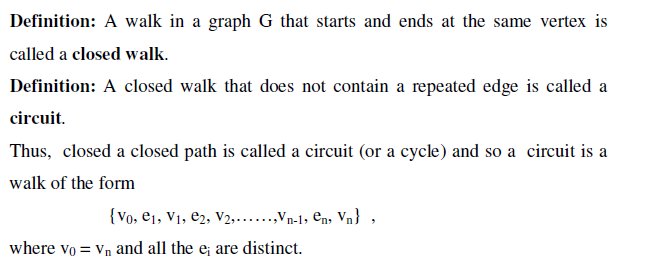 Definition: A walk in a graph G that starts and ends at the same vertex is
called a closed walk.
Definition: A closed walk that does not contain a repeated edge is called a
circuit.
Thus, closed a closed path is called a circuit (or a cycle) and so a circuit is a
walk of the form
{v₀, e₁, v₁, e₂, v₂,......,vₙ₋₁, eₙ, vₙ} ,
where v₀ = vₙ and all the eᵢ are distinct.